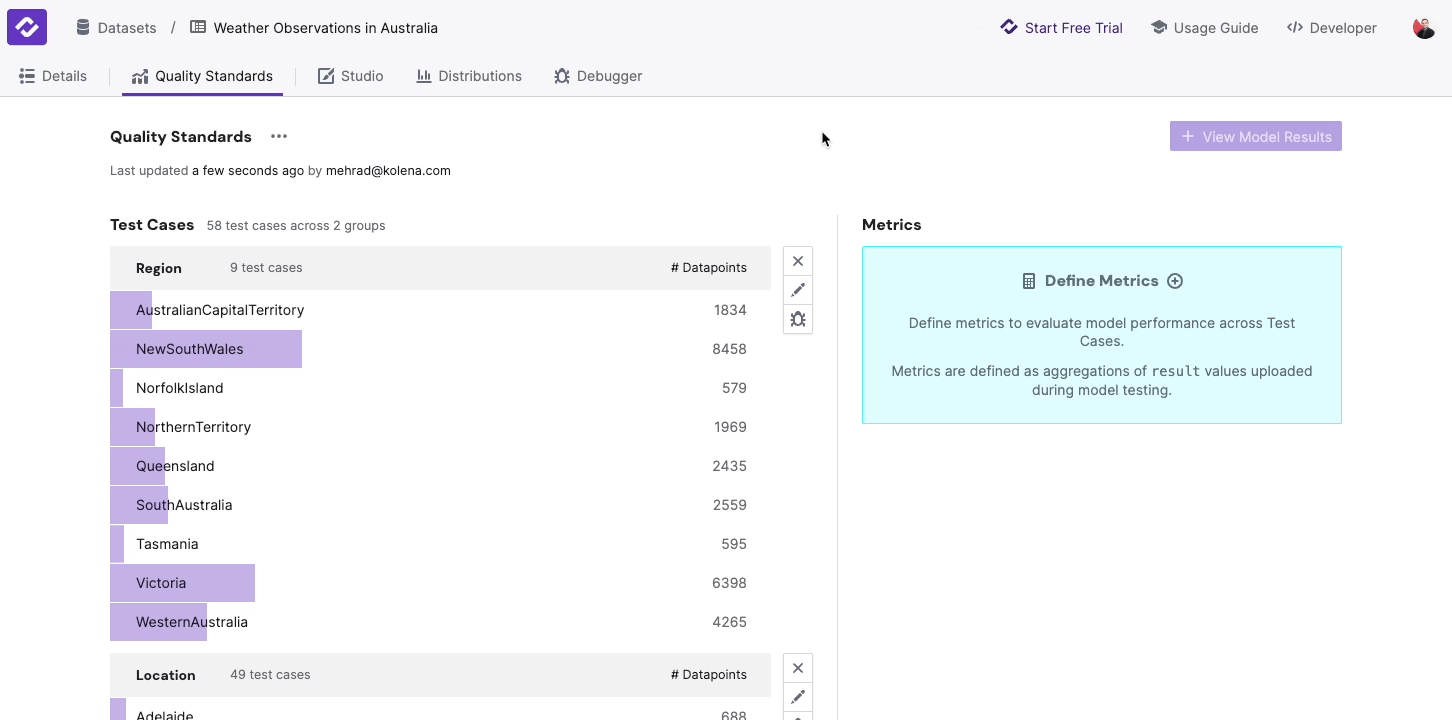 Datasets / Weather Observations in Australia
Start Free Trial
Usage Guide
Developer
Details
Quality Standards
Studio
Distributions
Debugger
Quality Standards
View Model Results
Last updated a few seconds ago by mehrad@kolena.com
Test Cases 58 test cases across 2 groups
Region 9 test cases # Datapoints
AustralianCapitalTerritory 1834
NewSouthWales 8458
NorfolkIsland 579
NorthernTerritory 1969
Queensland 2435
SouthAustralia 2559
Tasmania 595
Victoria 6398
WesternAustralia 4265
Location 49 test cases # Datapoints
Adelaide 688
Metrics
Define Metrics
Define metrics to evaluate model performance across Test
Cases.
Metrics are defined as aggregations of result values uploaded
during model testing.